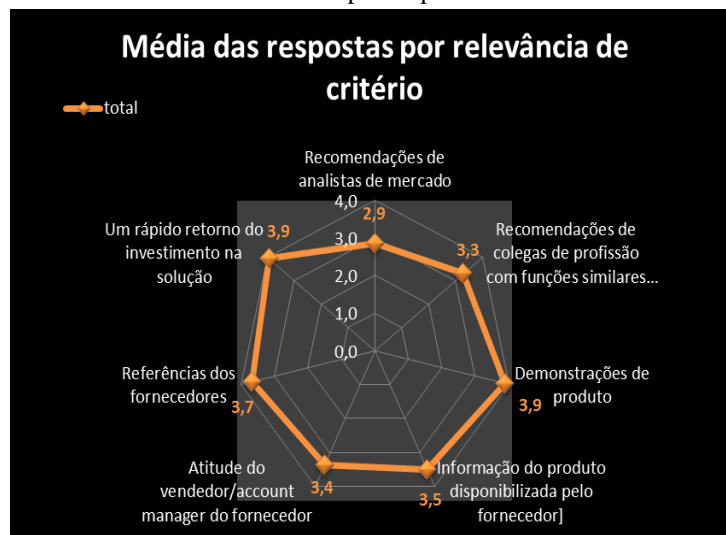 Média das respostas por relevância de
critério
total
Recomendações de
analistas de mercado
4,0
2,9
Um rápido retorno do
investimento na
solução
3,9
3,0
3,3
Recomendações de
colegas de profissão
com funções similares...
2,0
1,0
0,0
Referências dos
fornecedores
3,7
Demonstrações de
produto
3,9
Atitude do
vendedor/account
manager do fornecedor
3,4
Informação do produto
disponibilizada pelo
fornecedor]
3,5